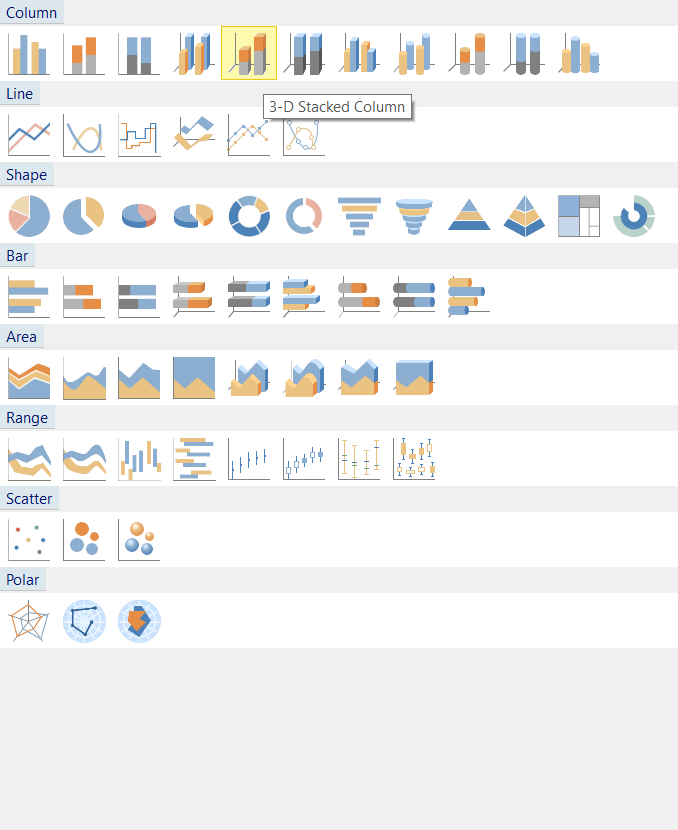 Column
3-D Stacked Column
Line
Shape
Bar
Area
Range
Scatter
Polar